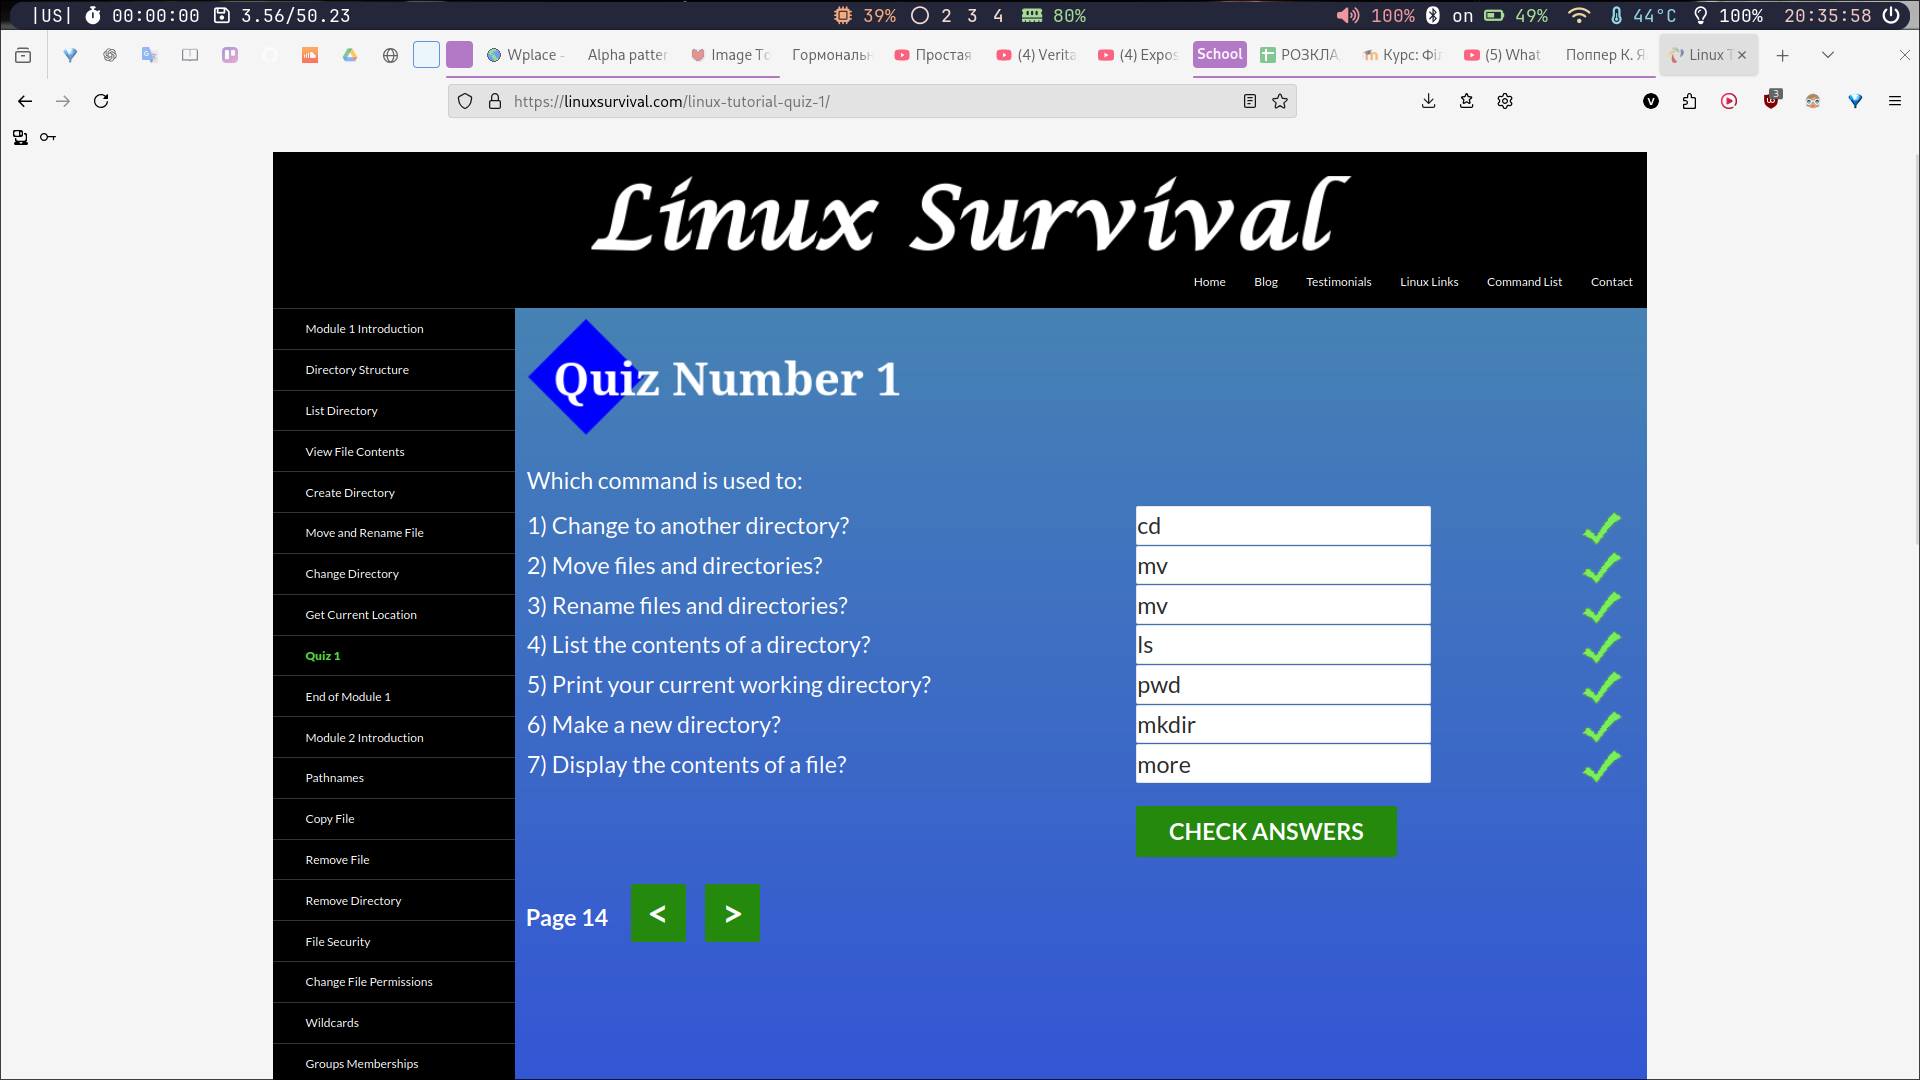 |US| 00:00:00 3.56/50.23 39% 2 3 4 80% 100% on 49% 44°C 100% 20:35:58
Wplace - Alpha patter Image To Гормональн Простая (4) Verita (4) Expos School РОЗКЛА Курс: Філ (5) What Поппер К. Я Linux T
https://linuxsurvival.com/linux-tutorial-quiz-1/
3
Linux Survival
Home Blog Testimonials Linux Links Command List Contact
Module 1 Introduction
Directory Structure
List Directory
View File Contents
Create Directory
Move and Rename File
Change Directory
Get Current Location
Quiz 1
End of Module 1
Module 2 Introduction
Pathnames
Copy File
Remove File
Remove Directory
File Security
Change File Permissions
Wildcards
Groups Memberships
Quiz Number 1
Which command is used to:
1) Change to another directory? cd
2) Move files and directories? mv
3) Rename files and directories? mv
4) List the contents of a directory? ls
5) Print your current working directory? pwd
6) Make a new directory? mkdir
7) Display the contents of a file? more
CHECK ANSWERS
Page 14 < >